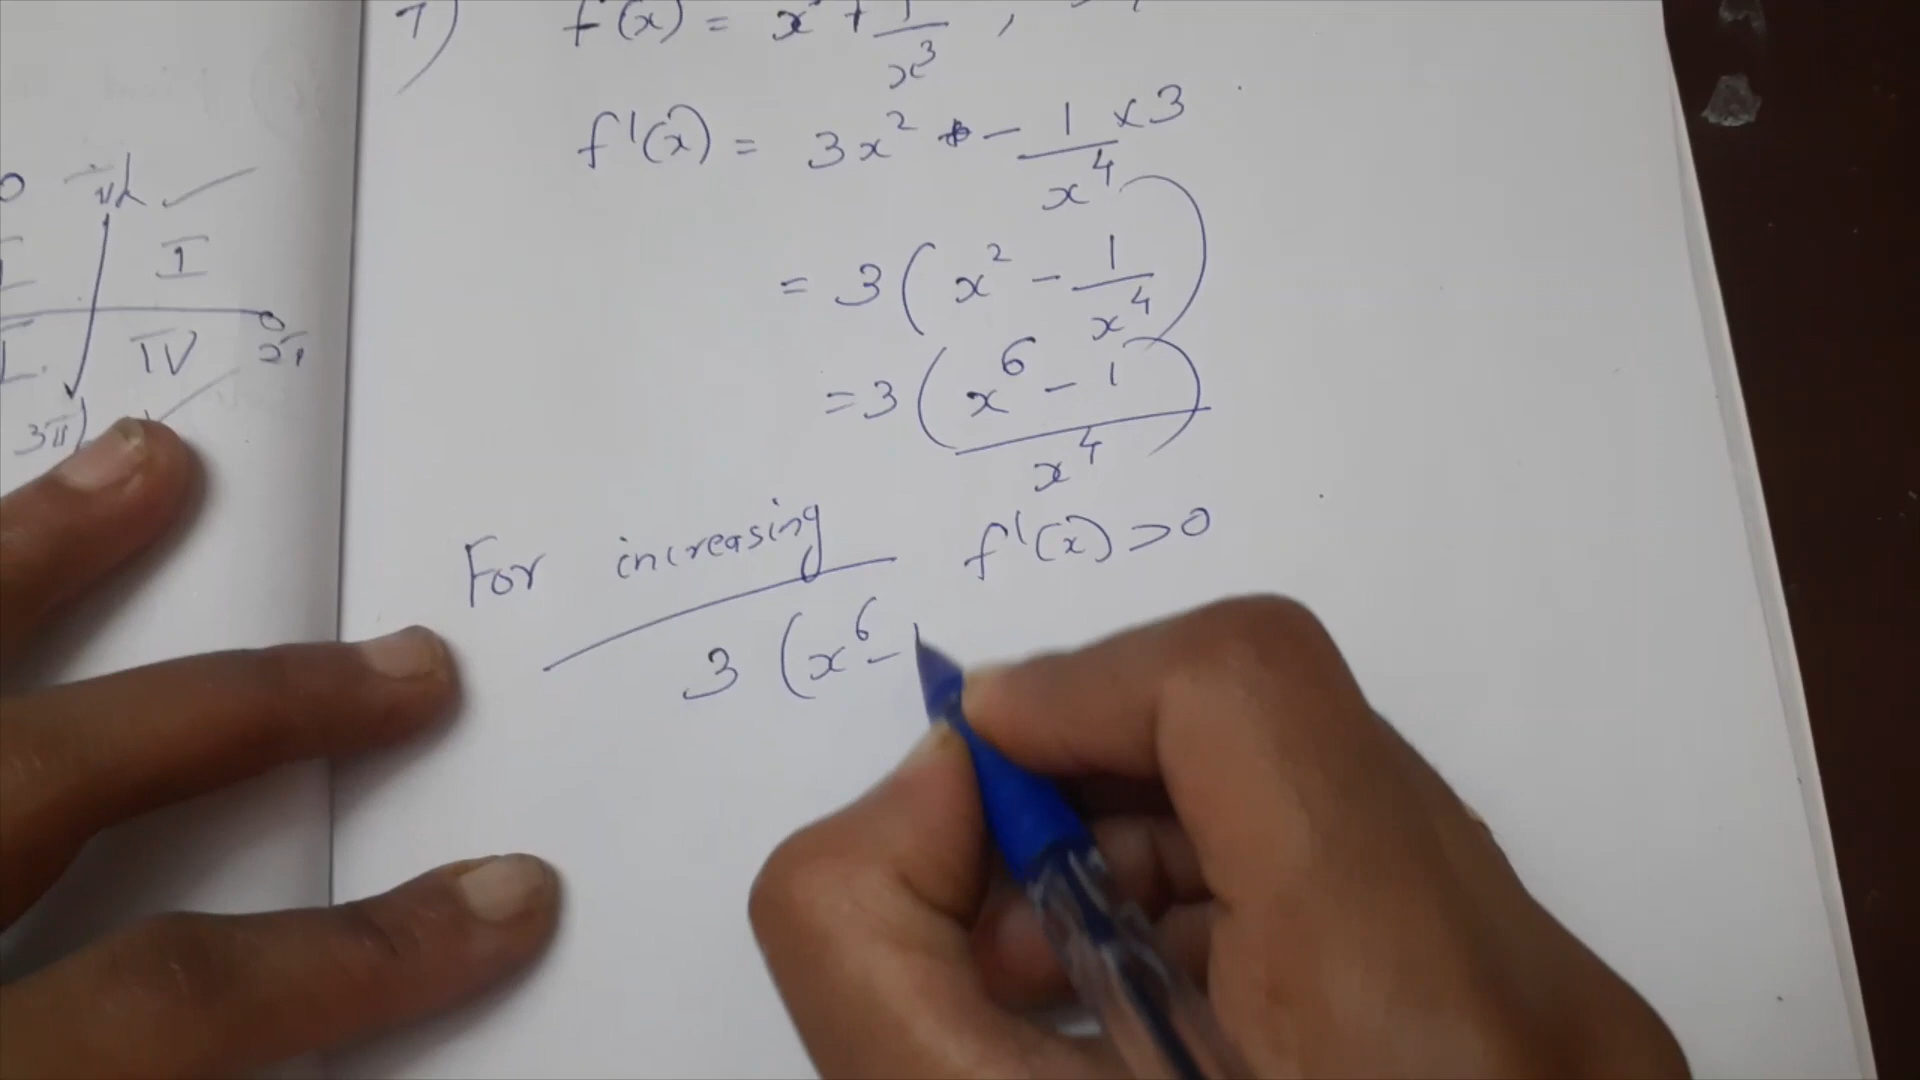 7) f(x) = x + 1/x³ ,
f'(x) = 3x² - 1/x⁴ × 3
= 3 ( x² - 1/x⁴ )
= 3 ( x⁶ - 1 ) / x⁴
For increasing f'(x) > 0
3 ( x⁶ -
I
IV
3π/